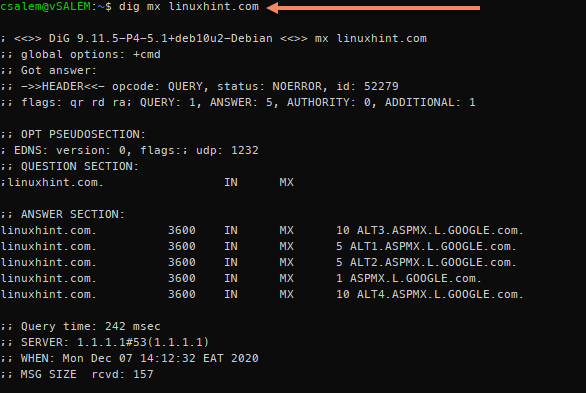 csalem@vSALEM:~$ dig mx linuxhint.com
; <<>> DiG 9.11.5-P4-5.1+deb10u2-Debian <<>> mx linuxhint.com
;; global options: +cmd
;; Got answer:
;; ->>HEADER<<- opcode: QUERY, status: NOERROR, id: 52279
;; flags: qr rd ra; QUERY: 1, ANSWER: 5, AUTHORITY: 0, ADDITIONAL: 1
;; OPT PSEUDOSECTION:
; EDNS: version: 0, flags:; udp: 1232
;; QUESTION SECTION:
;linuxhint.com. IN MX
;; ANSWER SECTION:
linuxhint.com. 3600 IN MX 10 ALT3.ASPMX.L.GOOGLE.com.
linuxhint.com. 3600 IN MX 5 ALT1.ASPMX.L.GOOGLE.com.
linuxhint.com. 3600 IN MX 5 ALT2.ASPMX.L.GOOGLE.com.
linuxhint.com. 3600 IN MX 1 ASPMX.L.GOOGLE.com.
linuxhint.com. 3600 IN MX 10 ALT4.ASPMX.L.GOOGLE.com.
;; Query time: 242 msec
;; SERVER: 1.1.1.1#53(1.1.1.1)
;; WHEN: Mon Dec 07 14:12:32 EAT 2020
;; MSG SIZE rcvd: 157